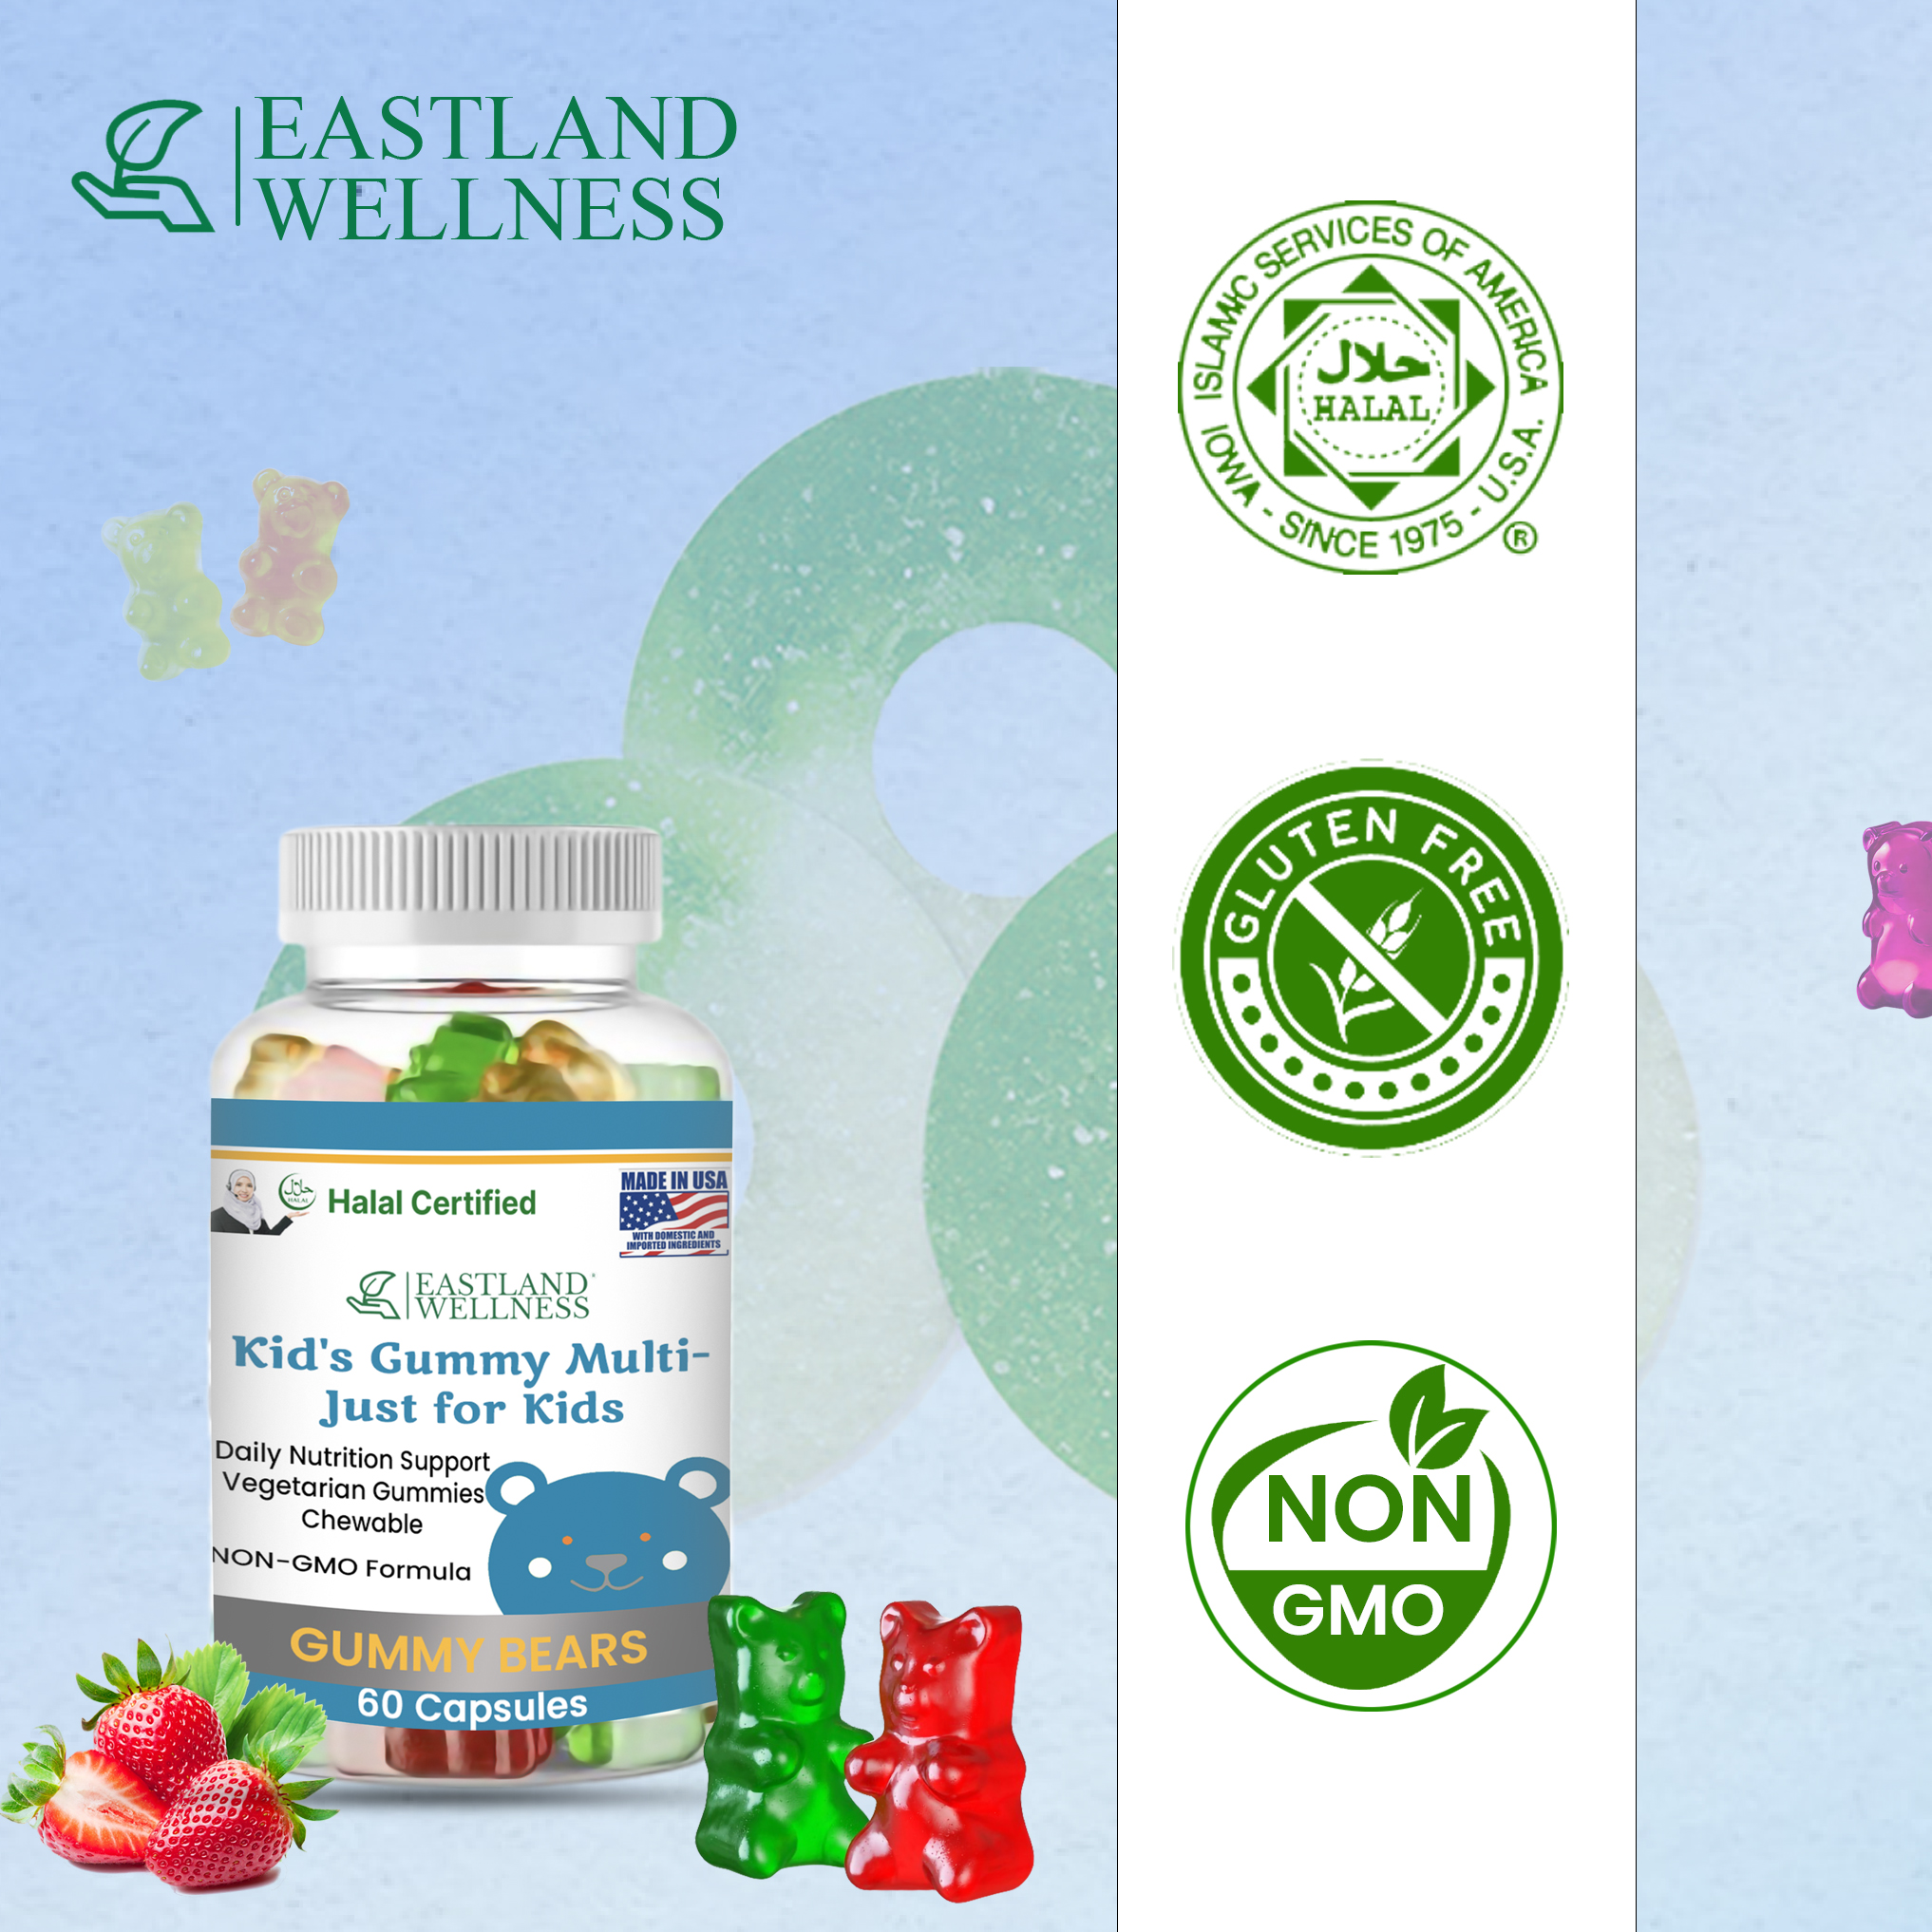 EASTLAND
WELLNESS
ISLAMIC SERVICES OF AMERICA
حلال
HALAL
IOWA - SINCE 1975 - U.S.A.
®
GLUTEN FREE
NON
GMO
حلال
HALAL
Halal Certified
MADE IN USA
WITH DOMESTIC AND
IMPORTED INGREDIENTS
EASTLAND
WELLNESS
Kid's Gummy Multi-
Just for Kids
Daily Nutrition Support
Vegetarian Gummies
Chewable
NON-GMO Formula
GUMMY BEARS
60 Capsules